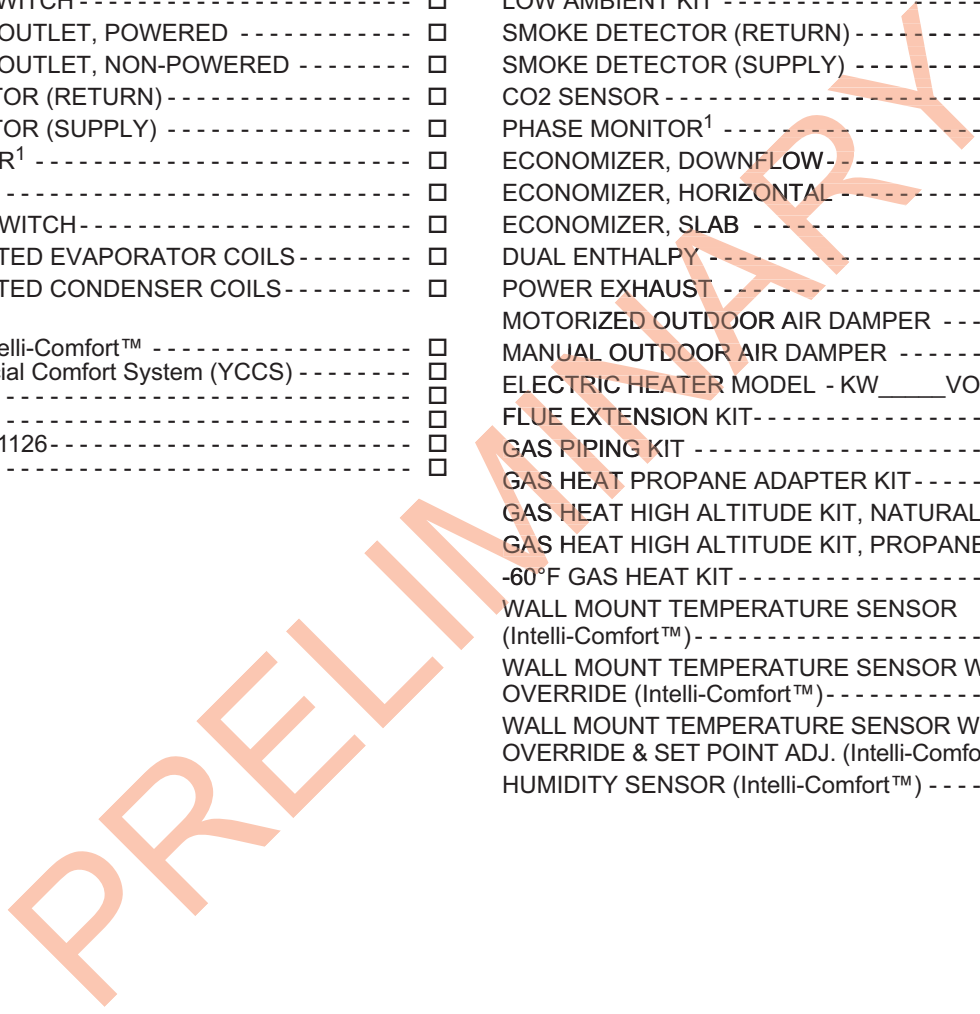 WITCH - - - - - - - - - - - - - - - - - - - - - - - □
OUTLET, POWERED - - - - - - - - - - - - □
OUTLET, NON-POWERED - - - - - - - - □
TOR (RETURN) - - - - - - - - - - - - - - - - - □
TOR (SUPPLY) - - - - - - - - - - - - - - - - - □
R¹ - - - - - - - - - - - - - - - - - - - - - - - - - - □
- - - - - - - - - - - - - - - - - - - - - - - - - - - - □
WITCH - - - - - - - - - - - - - - - - - - - - - - - □
TED EVAPORATOR COILS - - - - - - - - □
TED CONDENSER COILS - - - - - - - - - □
elli-Comfort™ - - - - - - - - - - - - - - - - - - □
cial Comfort System (YCCS) - - - - - - - - □
- - - - - - - - - - - - - - - - - - - - - - - - - - - - □
- - - - - - - - - - - - - - - - - - - - - - - - - - - - □
1126 - - - - - - - - - - - - - - - - - - - - - - - - - □
- - - - - - - - - - - - - - - - - - - - - - - - - - - - □
LOW AMBIENT KIT - - - - - - - - - - - - - - - - - -
SMOKE DETECTOR (RETURN) - - - - - - - - -
SMOKE DETECTOR (SUPPLY) - - - - - - - - -
CO2 SENSOR - - - - - - - - - - - - - - - - - - - - - -
PHASE MONITOR¹ - - - - - - - - - - - - - - - - -
ECONOMIZER, DOWNFLOW - - - - - - - - - - -
ECONOMIZER, HORIZONTAL - - - - - - - - - -
ECONOMIZER, SLAB - - - - - - - - - - - - - - - -
DUAL ENTHALPY - - - - - - - - - - - - - - - - - - -
POWER EXHAUST - - - - - - - - - - - - - - - - - -
MOTORIZED OUTDOOR AIR DAMPER - - -
MANUAL OUTDOOR AIR DAMPER - - - - - -
ELECTRIC HEATER MODEL - KW_____VO
FLUE EXTENSION KIT - - - - - - - - - - - - - - - -
GAS PIPING KIT - - - - - - - - - - - - - - - - - - - -
GAS HEAT PROPANE ADAPTER KIT - - - - -
GAS HEAT HIGH ALTITUDE KIT, NATURAL
GAS HEAT HIGH ALTITUDE KIT, PROPANE
-60°F GAS HEAT KIT - - - - - - - - - - - - - - - - -
WALL MOUNT TEMPERATURE SENSOR
(Intelli-Comfort™) - - - - - - - - - - - - - - - - - - - -
WALL MOUNT TEMPERATURE SENSOR W
OVERRIDE (Intelli-Comfort™) - - - - - - - - - - -
WALL MOUNT TEMPERATURE SENSOR W
OVERRIDE & SET POINT ADJ. (Intelli-Comfo
HUMIDITY SENSOR (Intelli-Comfort™) - - - -
PRELIMINARY